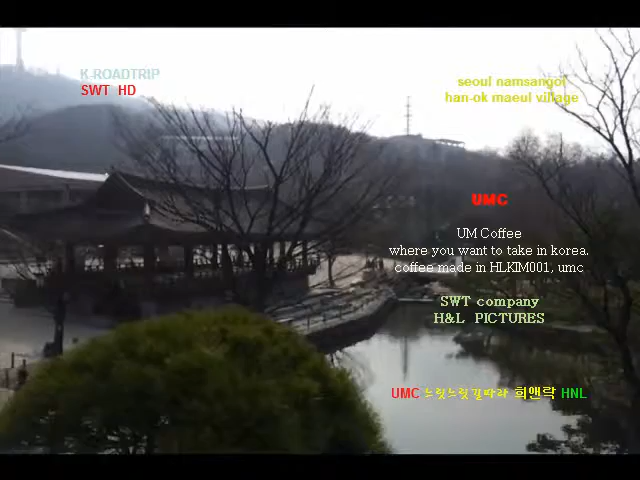 K-ROADTRIP
SWT HD
seoul namsangol
han-ok maeul village
UMC
UM Coffee
where you want to take in korea.
coffee made in HLKIM001, umc
SWT company
H&L PICTURES
UMC 느릿느릿길따라 희앤락 HNL